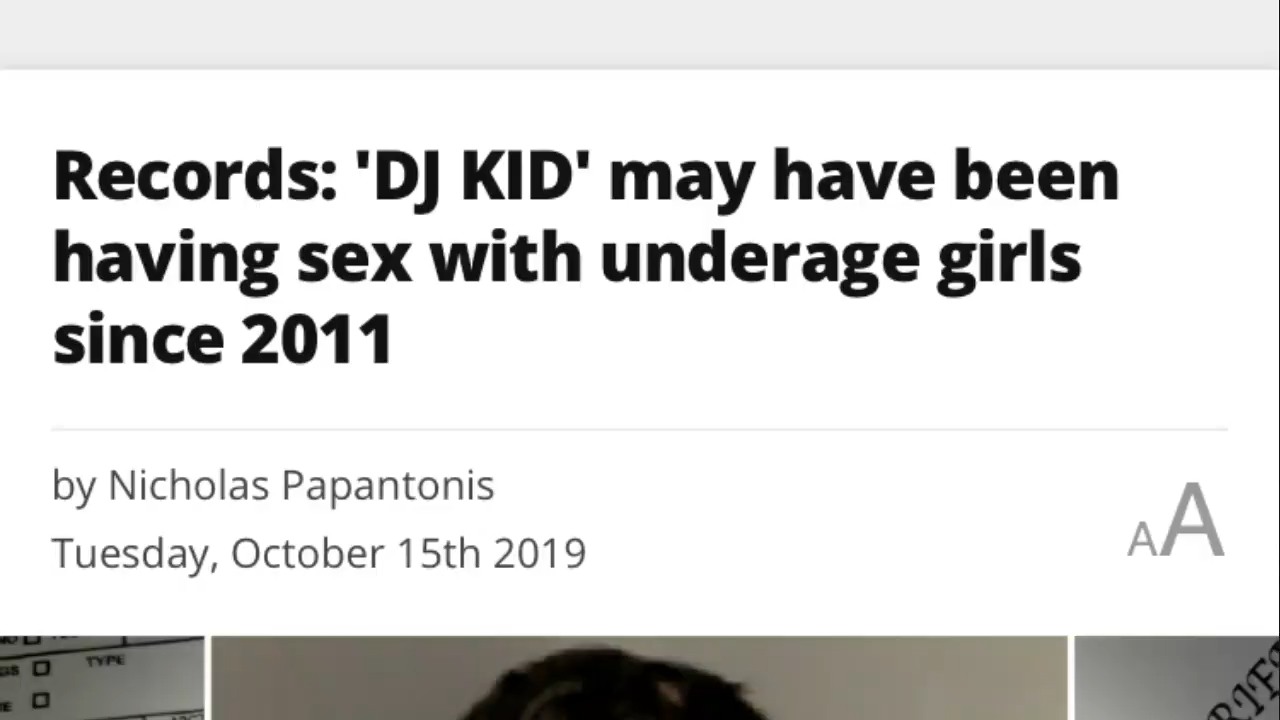 Records: 'DJ KID' may have been
having sex with underage girls
since 2011
by Nicholas Papantonis
Tuesday, October 15th 2019
AA
TYPE